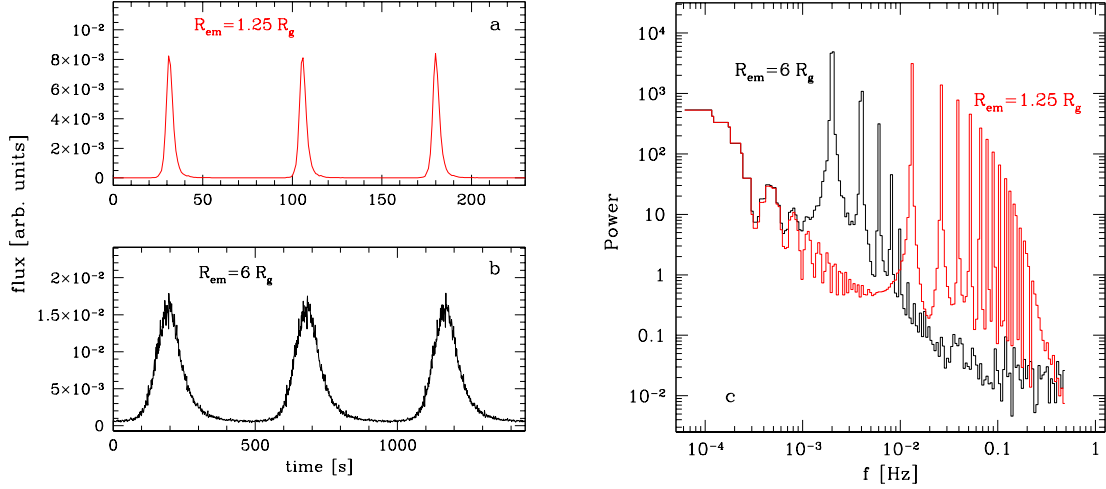 R_em=1.25 R_g
a
10⁻²
8×10⁻³
6×10⁻³
4×10⁻³
2×10⁻³
0
0 50 100 150 200
flux [arb. units]
R_em=6 R_g
b
2×10⁻²
1.5×10⁻²
10⁻²
5×10⁻³
0
0 500 1000
time [s]
R_em=6 R_g
R_em=1.25 R_g
c
Power
10⁴
10³
10²
10
1
0.1
10⁻²
10⁻⁴ 10⁻³ 10⁻² 0.1 1
f [Hz]